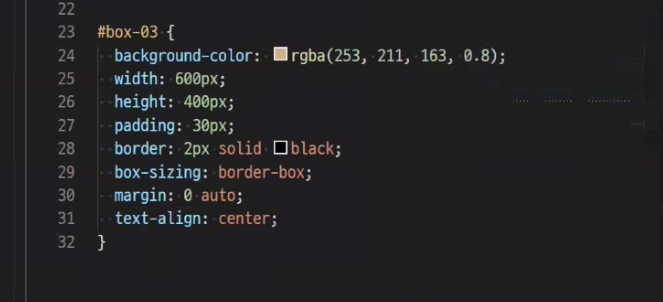 22
23 #box-03 {
24 background-color: rgba(253, 211, 163, 0.8);
25 width: 600px;
26 height: 400px;
27 padding: 30px;
28 border: 2px solid black;
29 box-sizing: border-box;
30 margin: 0 auto;
31 text-align: center;
32 }